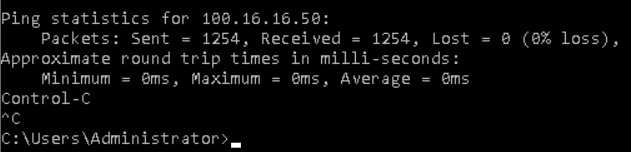 Ping statistics for 100.16.16.50:
    Packets: Sent = 1254, Received = 1254, Lost = 0 (0% loss),
Approximate round trip times in milli-seconds:
    Minimum = 0ms, Maximum = 0ms, Average = 0ms
Control-C
^C
C:\Users\Administrator>